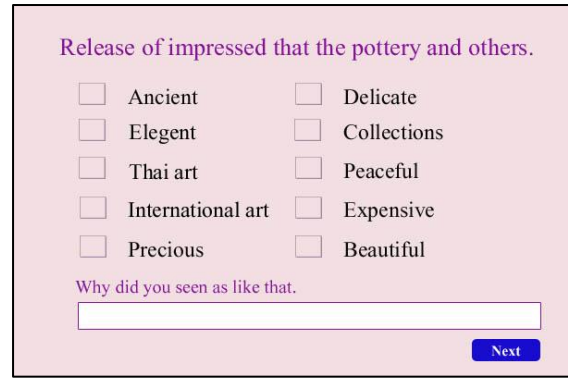 Release of impressed that the pottery and others.
Ancient Delicate
Elegent Collections
Thai art Peaceful
International art Expensive
Precious Beautiful
Why did you seen as like that.
Next